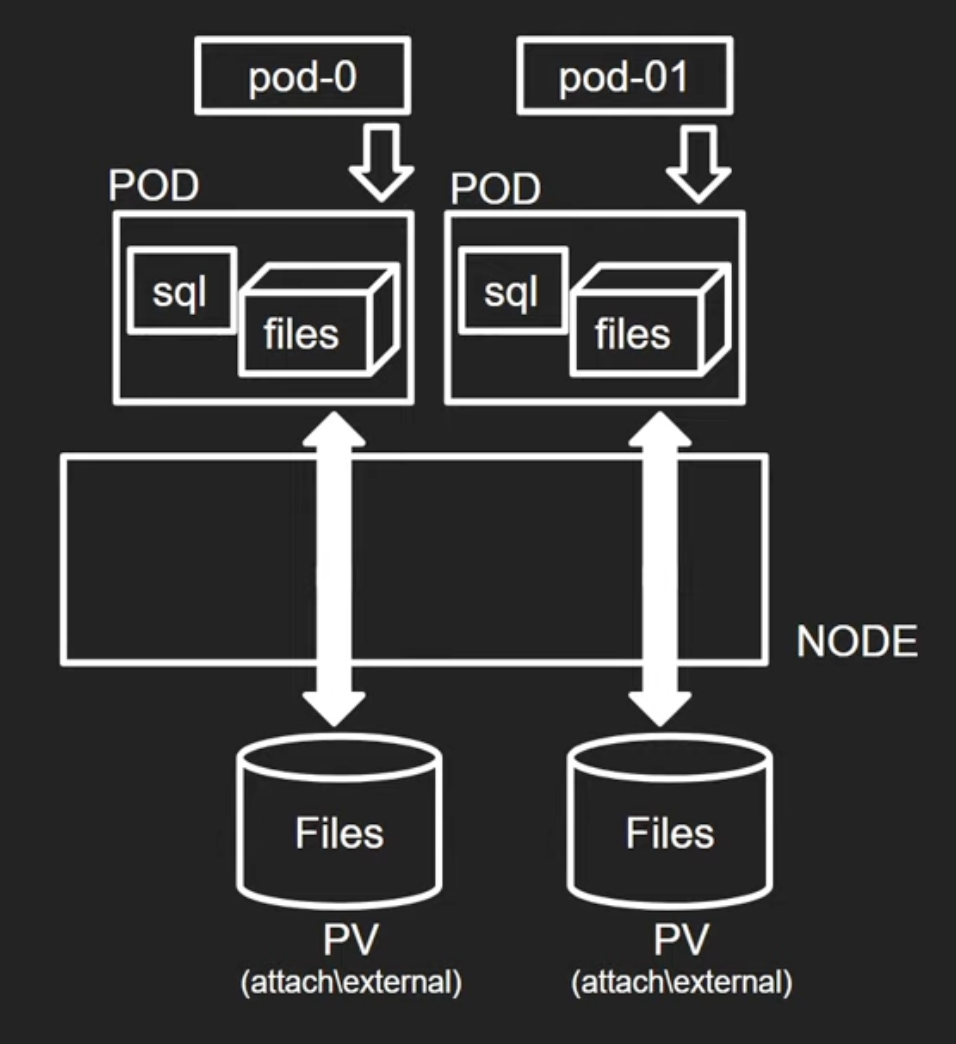 pod-0
pod-01
POD
POD
sql
files
sql
files
NODE
Files
Files
PV
(attach\external)
PV
(attach\external)